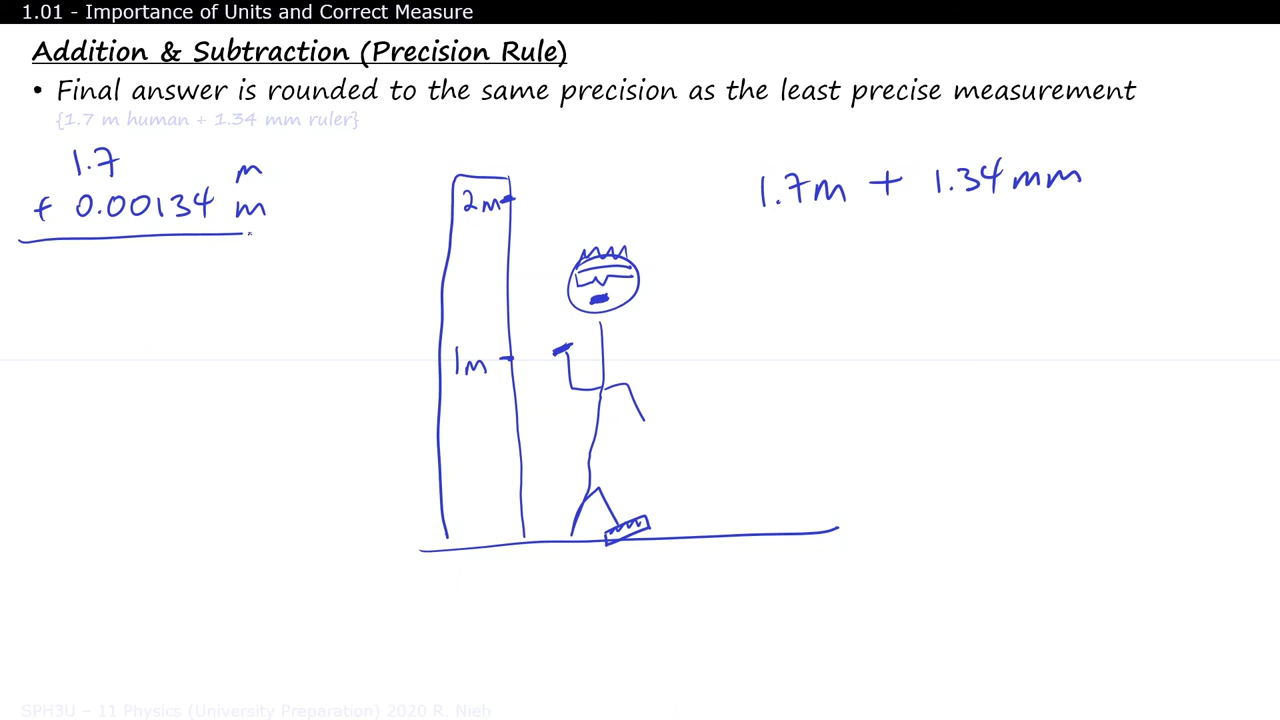 1.01 - Importance of Units and Correct Measure
Addition & Subtraction (Precision Rule)
• Final answer is rounded to the same precision as the least precise measurement
{1.7 m human + 1.34 mm ruler}
1.7 m
+ 0.00134 m
1.7m + 1.34mm
2m
1m
SPH3U – 11 Physics (University Preparation) 2020 R. Nieh